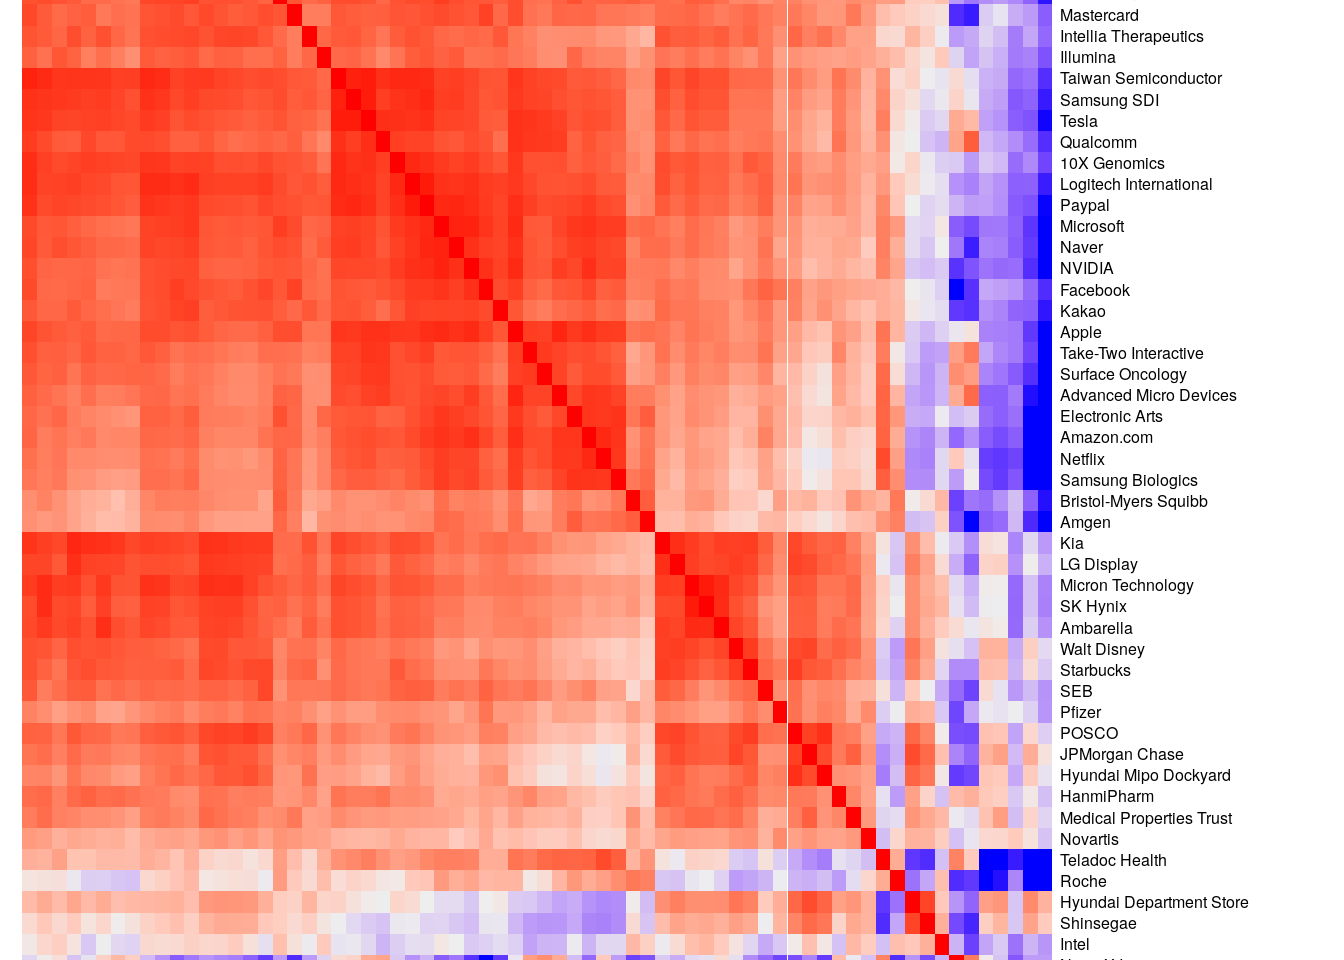 Mastercard
Intellia Therapeutics
Illumina
Taiwan Semiconductor
Samsung SDI
Tesla
Qualcomm
10X Genomics
Logitech International
Paypal
Microsoft
Naver
NVIDIA
Facebook
Kakao
Apple
Take-Two Interactive
Surface Oncology
Advanced Micro Devices
Electronic Arts
Amazon.com
Netflix
Samsung Biologics
Bristol-Myers Squibb
Amgen
Kia
LG Display
Micron Technology
SK Hynix
Ambarella
Walt Disney
Starbucks
SEB
Pfizer
POSCO
JPMorgan Chase
Hyundai Mipo Dockyard
HanmiPharm
Medical Properties Trust
Novartis
Teladoc Health
Roche
Hyundai Department Store
Shinsegae
Intel